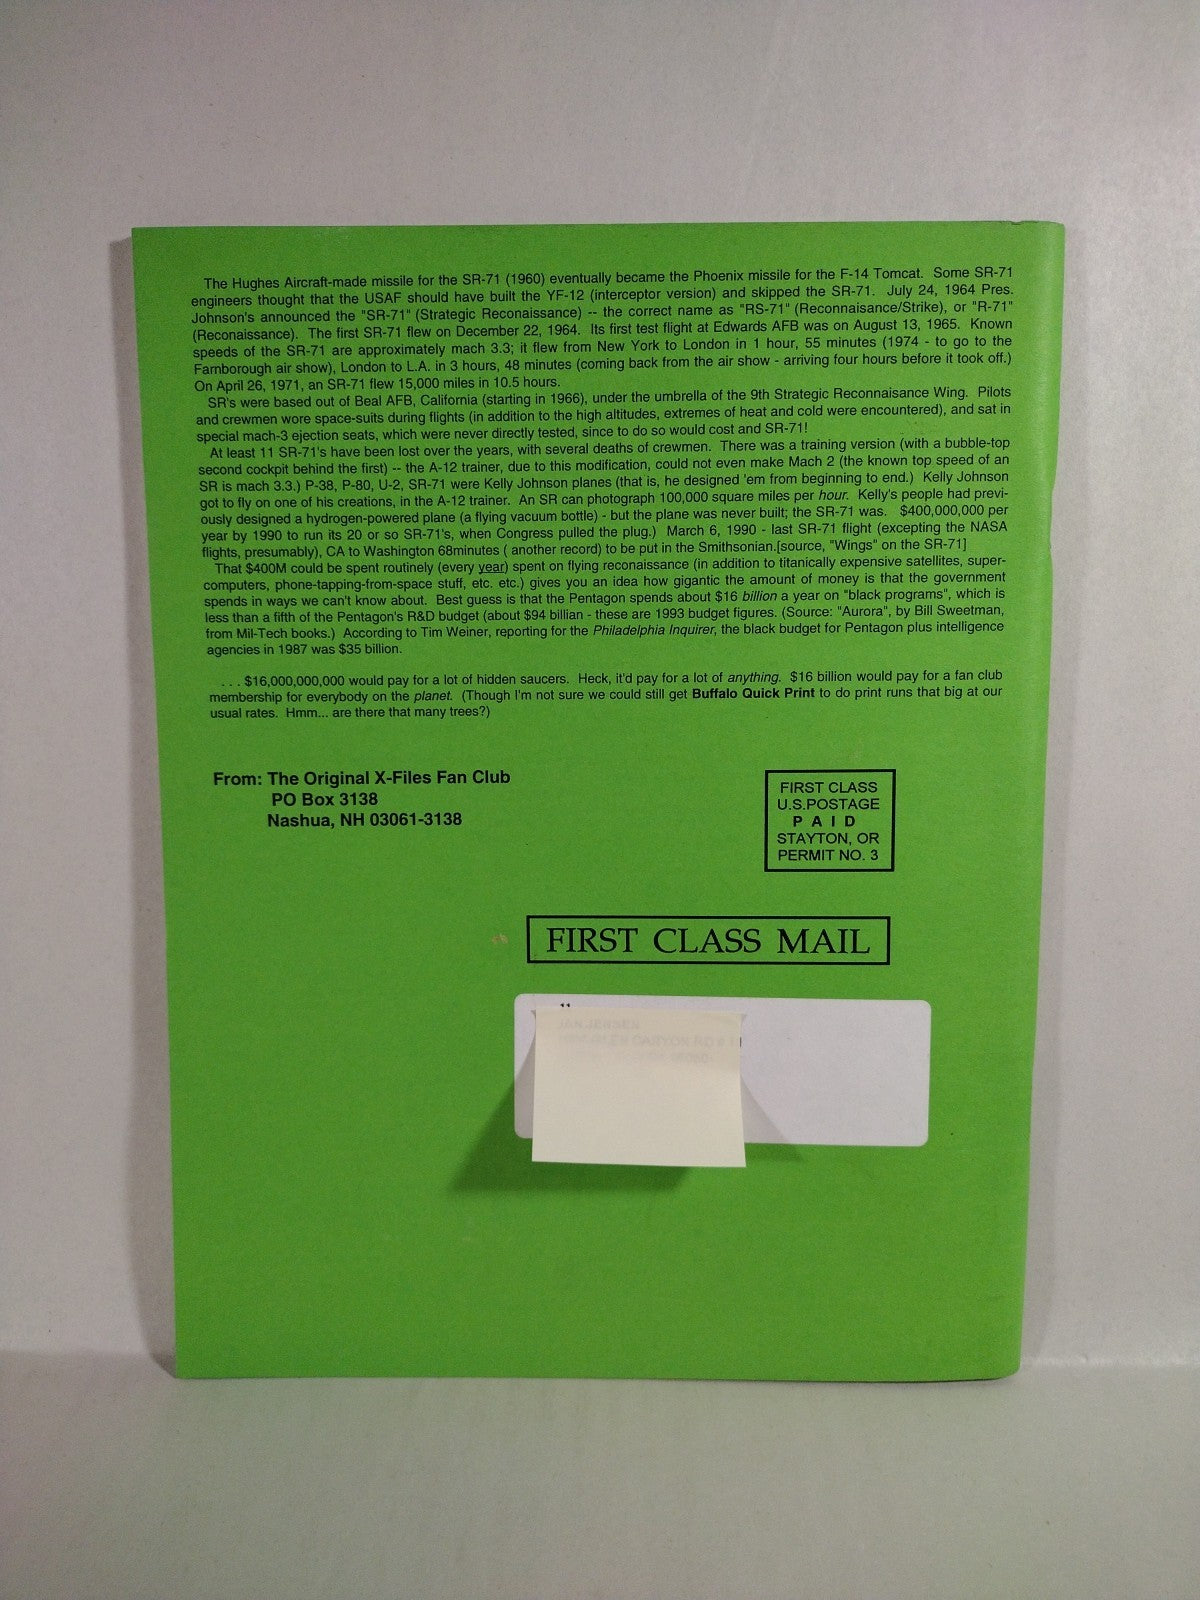 The Hughes Aircraft-made missile for the SR-71 (1960) eventually became the Phoenix missile for the F-14 Tomcat. Some SR-71
engineers thought that the USAF should have built the YF-12 (interceptor version) and skipped the SR-71. July 24, 1964 Pres.
Johnson's announced the "SR-71" (Strategic Reconaissance) -- the correct name as "RS-71" (Reconnaisance/Strike), or "R-71"
(Reconaissance). The first SR-71 flew on December 22, 1964. Its first test flight at Edwards AFB was on August 13, 1965. Known
speeds of the SR-71 are approximately mach 3.3; it flew from New York to London in 1 hour, 55 minutes (1974 - to go to the
Farnborough air show), London to L.A. in 3 hours, 48 minutes (coming back from the air show - arriving four hours before it took off.)
On April 26, 1971, an SR-71 flew 15,000 miles in 10.5 hours.
SR's were based out of Beal AFB, California (starting in 1966), under the umbrella of the 9th Strategic Reconnaisance Wing. Pilots
and crewmen wore space-suits during flights (in addition to the high altitudes, extremes of heat and cold were encountered), and sat in
special mach-3 ejection seats, which were never directly tested, since to do so would cost and SR-71!
At least 11 SR-71's have been lost over the years, with several deaths of crewmen. There was a training version (with a bubble-top
second cockpit behind the first) -- the A-12 trainer, due to this modification, could not even make Mach 2 (the known top speed of an
SR is mach 3.3.) P-38, P-80, U-2, SR-71 were Kelly Johnson planes (that is, he designed 'em from beginning to end.) Kelly Johnson
got to fly on one of his creations, in the A-12 trainer. An SR can photograph 100,000 square miles per hour. Kelly's people had previ-
ously designed a hydrogen-powered plane (a flying vacuum bottle) - but the plane was never built; the SR-71 was. $400,000,000 per
year by 1990 to run its 20 or so SR-71's, when Congress pulled the plug.) March 6, 1990 - last SR-71 flight (excepting the NASA
flights, presumably), CA to Washington 68minutes ( another record) to be put in the Smithsonian.[source, "Wings" on the SR-71]
That $400M could be spent routinely (every year) spent on flying reconaissance (in addition to titanically expensive satellites, super-
computers, phone-tapping-from-space stuff, etc. etc.) gives you an idea how gigantic the amount of money is that the government
spends in ways we can't know about. Best guess is that the Pentagon spends about $16 billion a year on "black programs", which is
less than a fifth of the Pentagon's R&D budget (about $94 billian - these are 1993 budget figures. (Source: "Aurora", by Bill Sweetman,
from Mil-Tech books.) According to Tim Weiner, reporting for the Philadelphia Inquirer, the black budget for Pentagon plus intelligence
agencies in 1987 was $35 billion.
. . . $16,000,000,000 would pay for a lot of hidden saucers. Heck, it'd pay for a lot of anything. $16 billion would pay for a fan club
membership for everybody on the planet. (Though I'm not sure we could still get Buffalo Quick Print to do print runs that big at our
usual rates. Hmm... are there that many trees?)
From: The Original X-Files Fan Club
PO Box 3138
Nashua, NH 03061-3138
FIRST CLASS
U.S.POSTAGE
PAID
STAYTON, OR
PERMIT NO. 3
FIRST CLASS MAIL